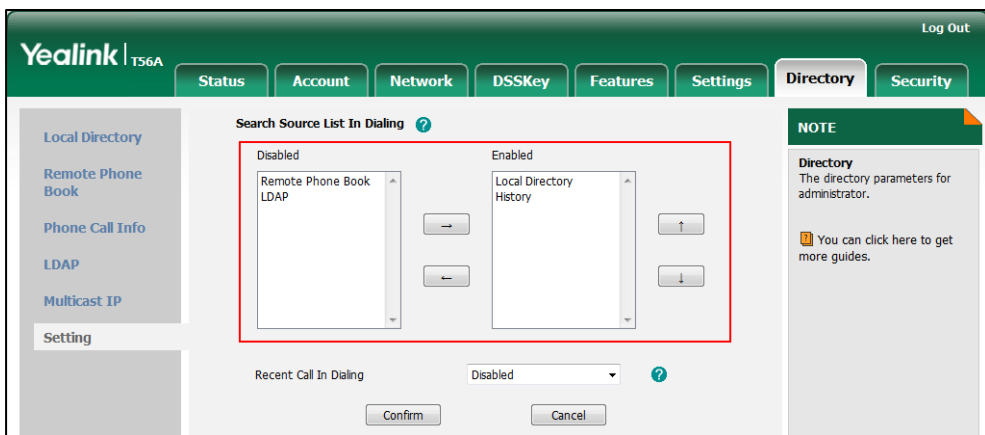 Log Out
Yealink | T56A
Status Account Network DSSKey Features Settings Directory Security
Local Directory
Remote Phone
Book
Phone Call Info
LDAP
Multicast IP
Setting
Search Source List In Dialing ?
Disabled Enabled
Remote Phone Book
LDAP
→
←
Local Directory
History
↑
↓
Recent Call In Dialing Disabled ?
Confirm Cancel
NOTE
Directory
The directory parameters for
administrator.
? You can click here to get
more guides.